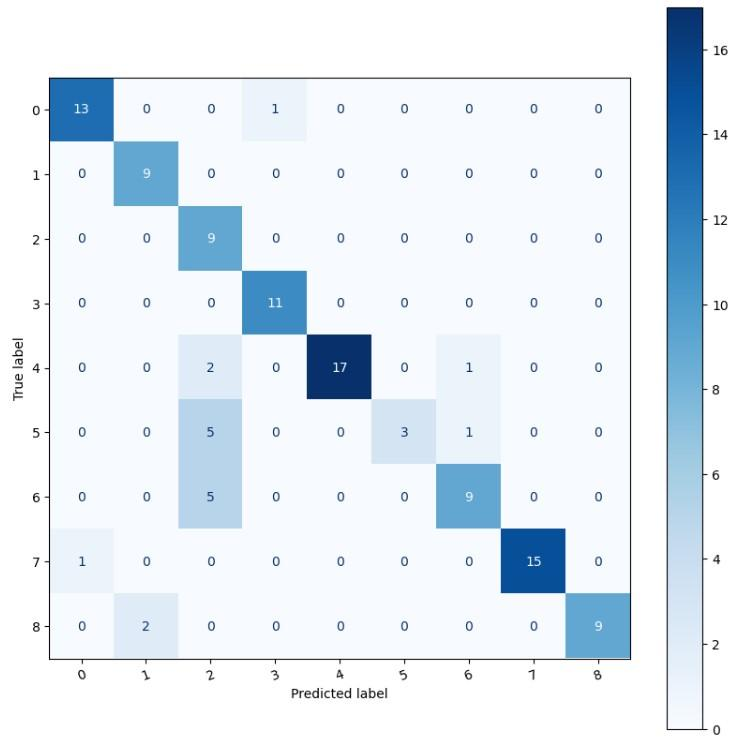 16
0 13 0 0 1 0 0 0 0 0
14
1 0 9 0 0 0 0 0 0 0
12
2 0 0 9 0 0 0 0 0 0
10
3 0 0 0 11 0 0 0 0 0
True label
4 0 0 2 0 17 0 1 0 0
8
5 0 0 5 0 0 3 1 0 0
6
6 0 0 5 0 0 0 9 0 0
4
7 1 0 0 0 0 0 0 15 0
2
8 0 2 0 0 0 0 0 0 9
0 1 2 3 4 5 6 7 8
Predicted label
0